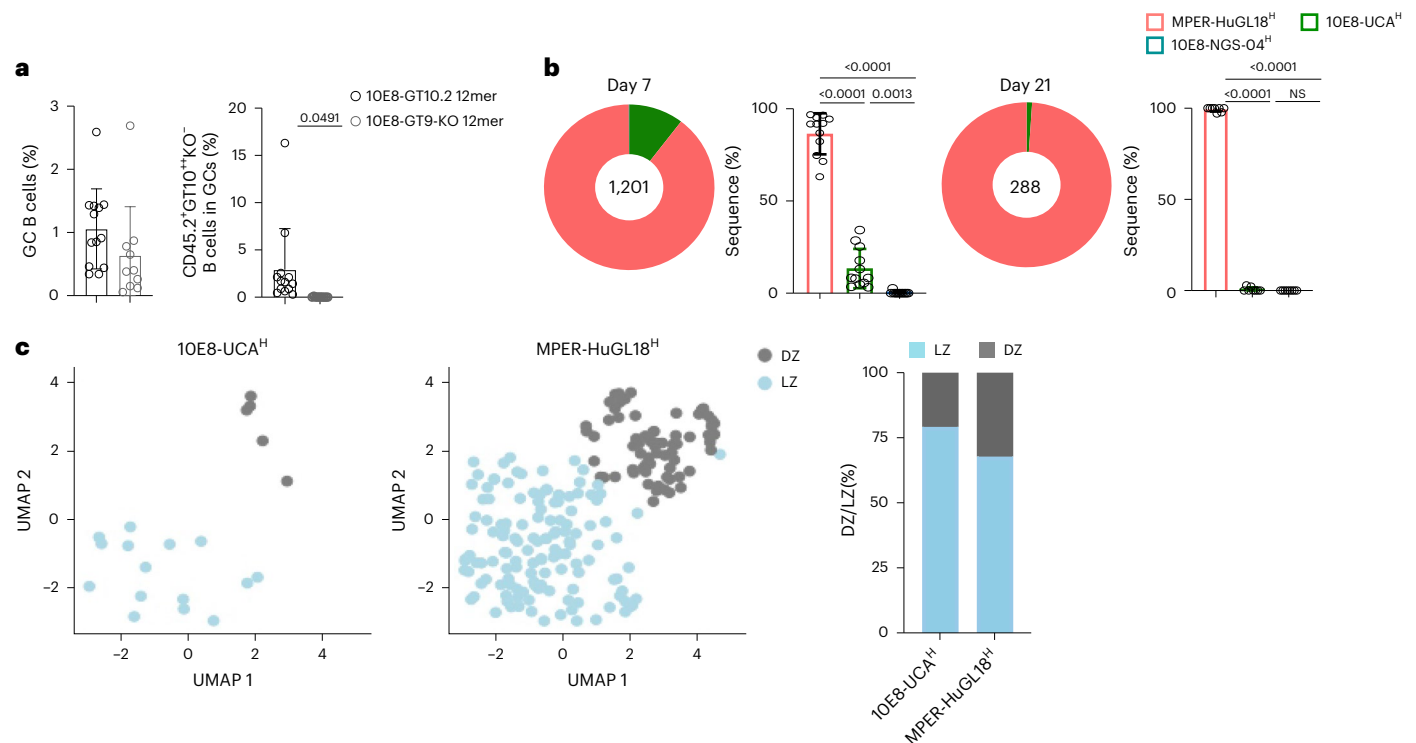 MPER-HuGL18H
10E8-UCAH
10E8-NGS-04H
a
GC B cells (%)
3
2
1
0
CD45.2+GT10++KO−
B cells in GCs (%)
20
15
10
5
0
0.0491
10E8-GT10.2 12mer
10E8-GT9-KO 12mer
b
Day 7
1,201
Sequence (%)
100
50
0
<0.0001
<0.0001
0.0013
Day 21
288
Sequence (%)
100
50
0
<0.0001
<0.0001
NS
c
10E8-UCAH
UMAP 2
4
2
0
−2
−2
0
2
4
UMAP 1
MPER-HuGL18H
UMAP 2
4
2
0
−2
−2
0
2
4
UMAP 1
DZ
LZ
LZ
DZ
DZ/LZ(%)
100
75
50
25
0
10E8-UCAH
MPER-HuGL18H